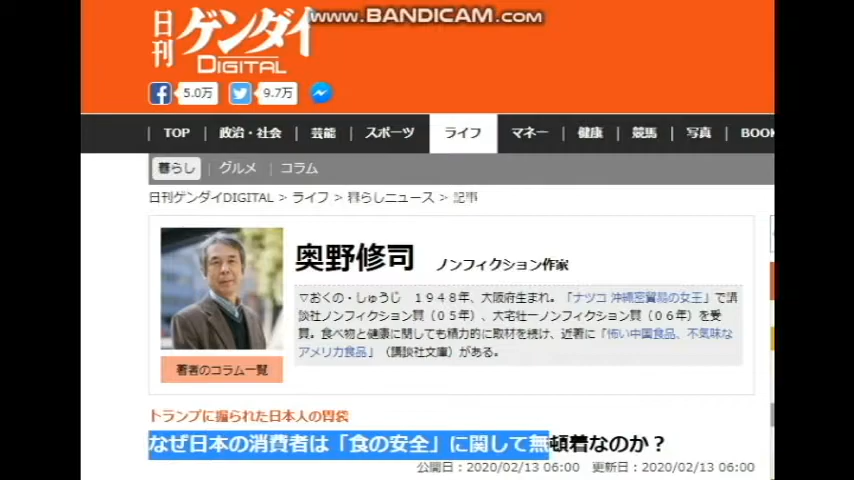 www.BANDICAM.com
日刊
ゲンダイ
DIGITAL
5.0万
9.7万
TOP
政治・社会
芸能
スポーツ
ライフ
マネー
健康
競馬
写真
BOOK
暮らし
グルメ
コラム
日刊ゲンダイDIGITAL > ライフ > 暮らしニュース > 記事
奥野修司 ノンフィクション作家
▽おくの・しゅうじ 1948年、大阪府生まれ。「ナツコ 沖縄密貿易の女王」で講
談社ノンフィクション賞(05年)、大宅壮一ノンフィクション賞(06年)を受
賞。食べ物と健康に関しても精力的に取材を続け、近著に「怖い中国食品、不気味な
アメリカ食品」(講談社文庫)がある。
著者のコラム一覧
トランプに握られた日本人の胃袋
なぜ日本の消費者は「食の安全」に関して無頓着なのか?
公開日:2020/02/13 06:00 更新日:2020/02/13 06:00